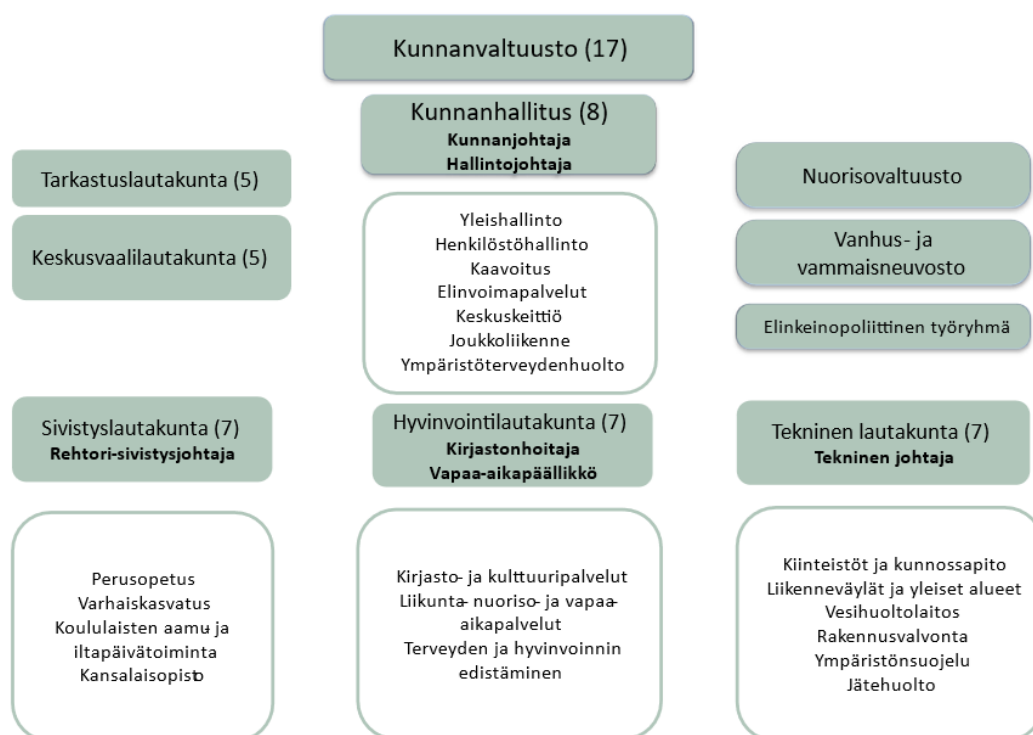 Kunnanvaltuusto (17)
Kunnanhallitus (8)
Kunnanjohtaja
Hallintojohtaja
Tarkastuslautakunta (5)
Keskusvaalilautakunta (5)
Yleishallinto
Henkilöstöhallinto
Kaavoitus
Elinvoimapalvelut
Keskuskeittiö
Joukkoliikenne
Ympäristöterveydenhuolto
Nuorisovaltuusto
Vanhus- ja
vammaisneuvosto
Elinkeinopoliittinen työryhmä
Sivistyslautakunta (7)
Rehtori-sivistysjohtaja
Hyvinvointilautakunta (7)
Kirjastonhoitaja
Vapaa-aikapäällikkö
Tekninen lautakunta (7)
Tekninen johtaja
Perusopetus
Varhaiskasvatus
Koululaisten aamu- ja
iltapäivätoiminta
Kansalaisopisto
Kirjasto- ja kulttuuripalvelut
Liikunta- nuoriso- ja vapaa-
aikapalvelut
Terveyden ja hyvinvoinnin
edistäminen
Kiinteistöt ja kunnossapito
Liikenneväylät ja yleiset alueet
Vesihuoltolaitos
Rakennusvalvonta
Ympäristönsuojelu
Jätehuolto